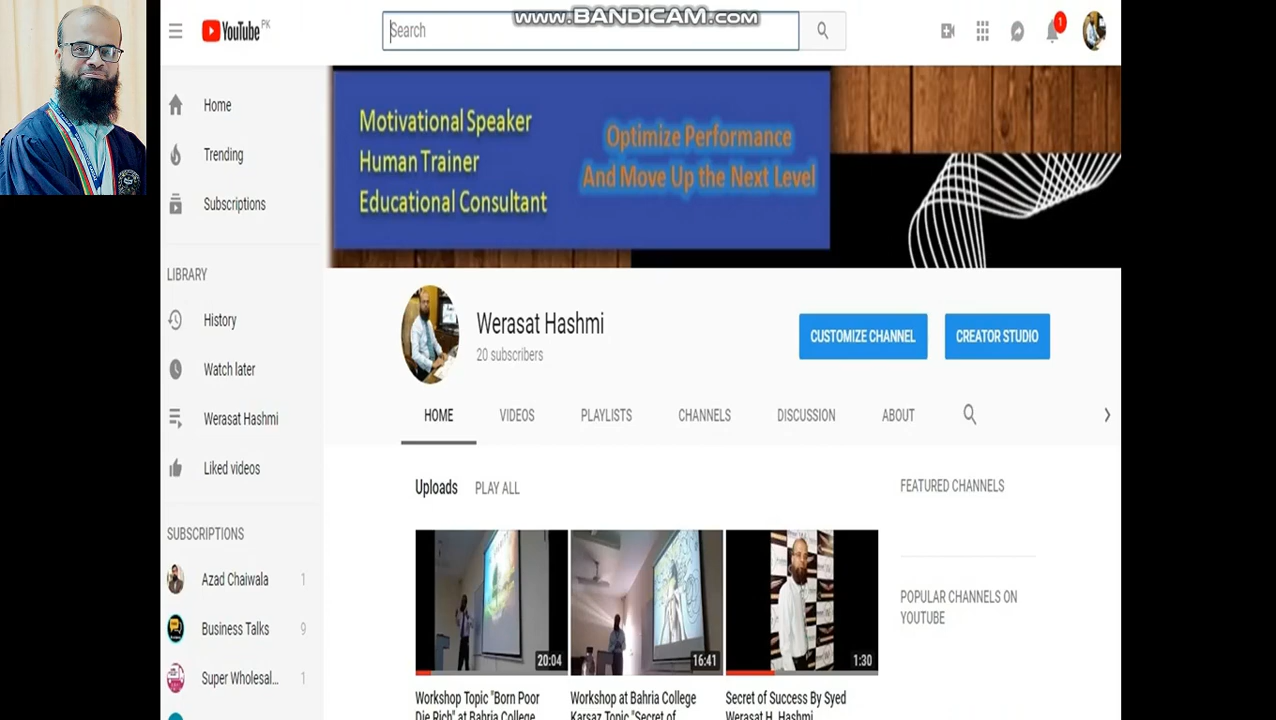 www.BANDICAM.com
YouTube PK
Search
1
Home
Trending
Subscriptions
LIBRARY
History
Watch later
Werasat Hashmi
Liked videos
SUBSCRIPTIONS
Azad Chaiwala 1
Business Talks 9
Super Wholesal... 1
Motivational Speaker
Human Trainer
Educational Consultant
Optimize Performance
And Move Up the Next Level
Werasat Hashmi
20 subscribers
CUSTOMIZE CHANNEL
CREATOR STUDIO
HOME VIDEOS PLAYLISTS CHANNELS DISCUSSION ABOUT
Uploads PLAY ALL
20:04
Workshop Topic "Born Poor
Die Rich" at Bahria College
16:41
Workshop at Bahria College
Karsaz Topic "Secret of
1:30
Secret of Success By Syed
Werasat H. Hashmi
FEATURED CHANNELS
POPULAR CHANNELS ON
YOUTUBE